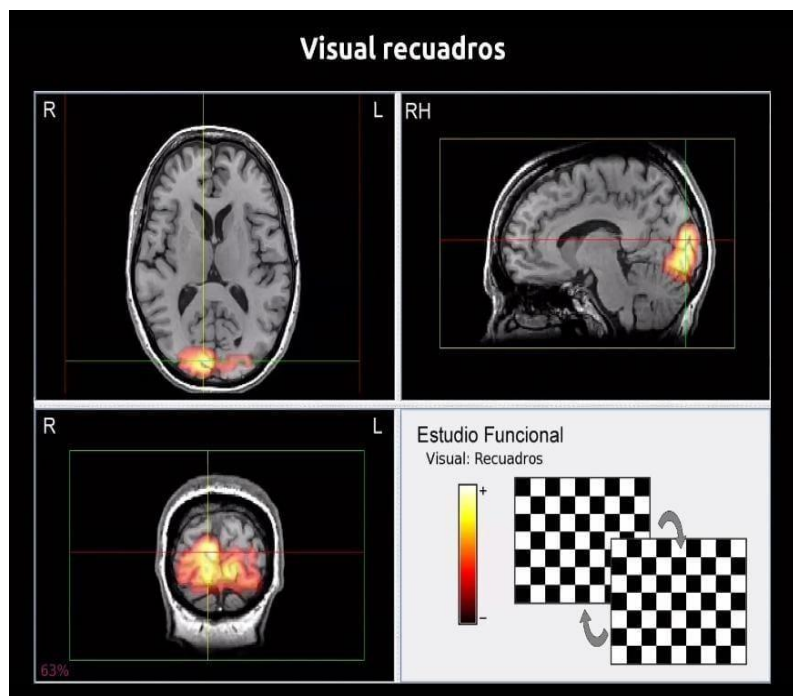 Visual recuadros
R L
RH
R L
63%
Estudio Funcional
Visual: Recuadros
+
−